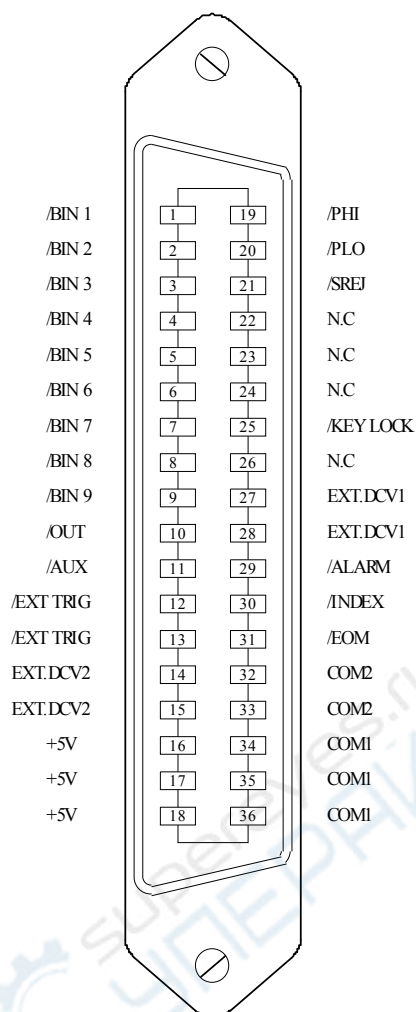 /BIN 1 1 19 /PHI
/BIN 2 2 20 /PLO
/BIN 3 3 21 /SREJ
/BIN 4 4 22 N.C
/BIN 5 5 23 N.C
/BIN 6 6 24 N.C
/BIN 7 7 25 /KEY LOCK
/BIN 8 8 26 N.C
/BIN 9 9 27 EXT.DCV1
/OUT 10 28 EXT.DCV1
/AUX 11 29 /ALARM
/EXT TRIG 12 30 /INDEX
/EXT TRIG 13 31 /EOM
EXT.DCV2 14 32 COM2
EXT.DCV2 15 33 COM2
+5V 16 34 COM1
+5V 17 35 COM1
+5V 18 36 COM1
supereyes.ru